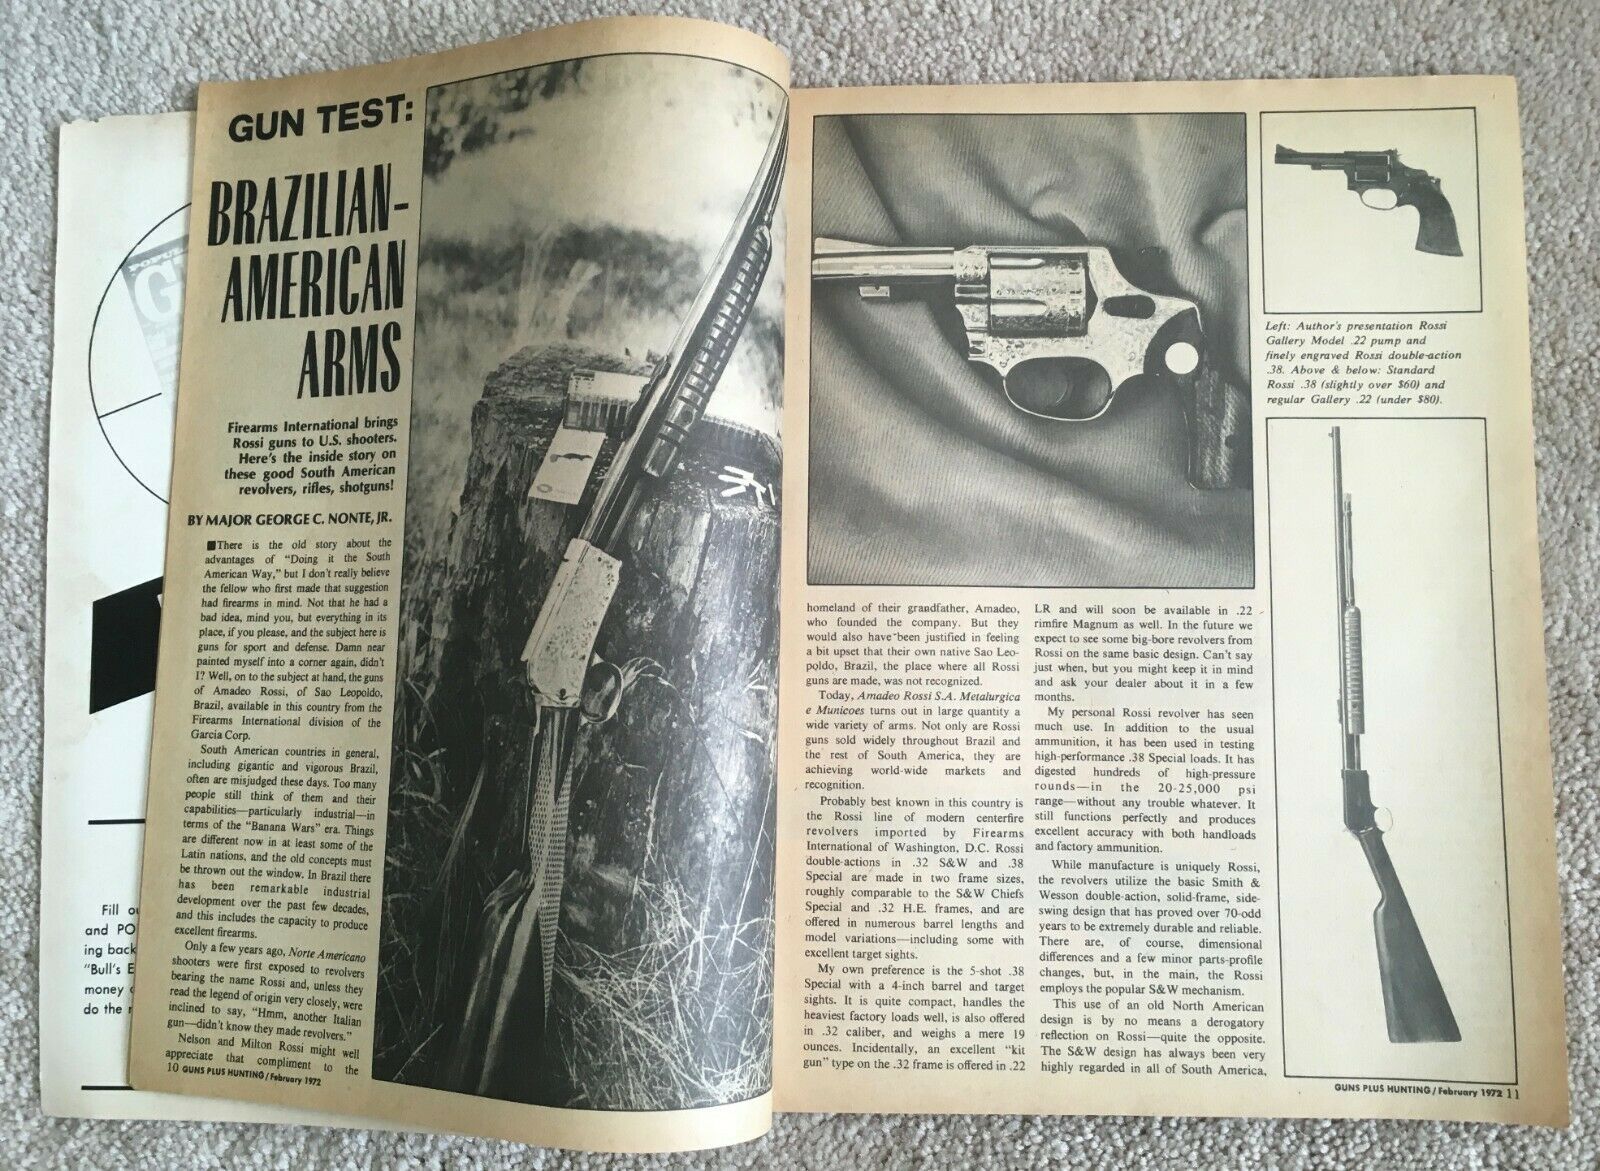 GUN TEST:
BRAZILIAN-
AMERICAN
ARMS
Firearms International brings
Rossi guns to U.S. shooters.
Here's the inside story on
these good South American
revolvers, rifles, shotguns!
BY MAJOR GEORGE C. NONTE, JR.
■There is the old story about the
advantages of "Doing it the South
American Way," but I don't really believe
the fellow who first made that suggestion
had firearms in mind. Not that he had a
bad idea, mind you, but everything in its
place, if you please, and the subject here is
guns for sport and defense. Damn near
painted myself into a corner again, didn't
I? Well, on to the subject at hand, the guns
of Amadeo Rossi, of Sao Leopoldo,
Brazil, available in this country from the
Firearms International division of the
Garcia Corp.
South American countries in general,
including gigantic and vigorous Brazil,
often are misjudged these days. Too many
people still think of them and their
capabilities—particularly industrial—in
terms of the "Banana Wars" era. Things
are different now in at least some of the
Latin nations, and the old concepts must
be thrown out the window. In Brazil there
has been remarkable industrial
development over the past few decades,
and this includes the capacity to produce
excellent firearms.
Only a few years ago, Norte Americano
shooters were first exposed to revolvers
bearing the name Rossi and, unless they
read the legend of origin very closely, were
inclined to say, "Hmm, another Italian
gun—didn't know they made revolvers."
Nelson and Milton Rossi might well
appreciate that compliment to the
10 GUNS PLUS HUNTING/February 1972
Fill
and PO
ing back
"Bull's E
money
do the
homeland of their grandfather, Amadeo,
who founded the company. But they
would also have been justified in feeling
a bit upset that their own native Sao Leo-
poldo, Brazil, the place where all Rossi
guns are made, was not recognized.
Today, Amadeo Rossi S.A. Metalurgica
e Municoes turns out in large quantity a
wide variety of arms. Not only are Rossi
guns sold widely throughout Brazil and
the rest of South America, they are
achieving world-wide markets and
recognition.
Probably best known in this country is
the Rossi line of modern centerfire
revolvers imported by Firearms
International of Washington, D.C. Rossi
double-actions in .32 S&W and .38
Special are made in two frame sizes,
roughly comparable to the S&W Chiefs
Special and .32 H.E. frames, and are
offered in numerous barrel lengths and
model variations—including some with
excellent target sights.
My own preference is the 5-shot .38
Special with a 4-inch barrel and target
sights. It is quite compact, handles the
heaviest factory loads well, is also offered
in .32 caliber, and weighs a mere 19
ounces. Incidentally, an excellent "kit
gun" type on the .32 frame is offered in .22
LR and will soon be available in .22
rimfire Magnum as well. In the future we
expect to see some big-bore revolvers from
Rossi on the same basic design. Can't say
just when, but you might keep it in mind
and ask your dealer about it in a few
months.
My personal Rossi revolver has seen
much use. In addition to the usual
ammunition, it has been used in testing
high-performance .38 Special loads. It has
digested hundreds of high-pressure
rounds—in the 20-25,000 psi
range—without any trouble whatever. It
still functions perfectly and produces
excellent accuracy with both handloads
and factory ammunition.
While manufacture is uniquely Rossi,
the revolvers utilize the basic Smith &
Wesson double-action, solid-frame, side-
swing design that has proved over 70-odd
years to be extremely durable and reliable.
There are, of course, dimensional
differences and a few minor parts-profile
changes, but, in the main, the Rossi
employs the popular S&W mechanism.
This use of an old North American
design is by no means a derogatory
reflection on Rossi—quite the opposite.
The S&W design has always been very
highly regarded in all of South America,
Left: Author's presentation Rossi
Gallery Model .22 pump and
finely engraved Rossi double-action
.38. Above & below: Standard
Rossi .38 (slightly over $60) and
regular Gallery .22 (under $80).
GUNS PLUS HUNTING/February 1972 11